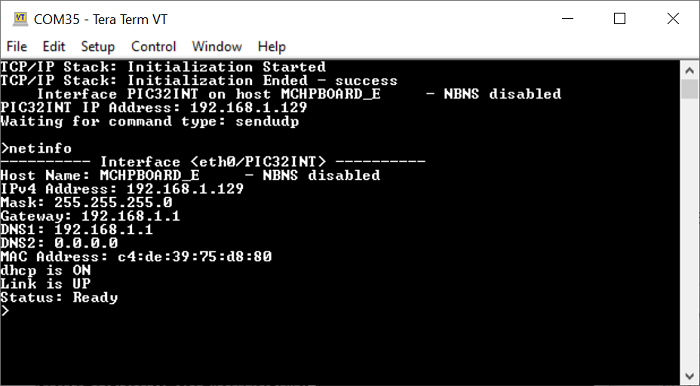 COM35 - Tera Term VT
File Edit Setup Control Window Help
TCP/IP Stack: Initialization Started
TCP/IP Stack: Initialization Ended - success
    Interface PIC32INT on host MCHPBOARD_E     - NBNS disabled
PIC32INT IP Address: 192.168.1.129
Waiting for command type: sendudp
>netinfo
---------- Interface <eth0/PIC32INT> ----------
Host Name: MCHPBOARD_E     - NBNS disabled
IPv4 Address: 192.168.1.129
Mask: 255.255.255.0
Gateway: 192.168.1.1
DNS1: 192.168.1.1
DNS2: 0.0.0.0
MAC Address: c4:de:39:75:d8:80
dhcp is ON
Link is UP
Status: Ready
>